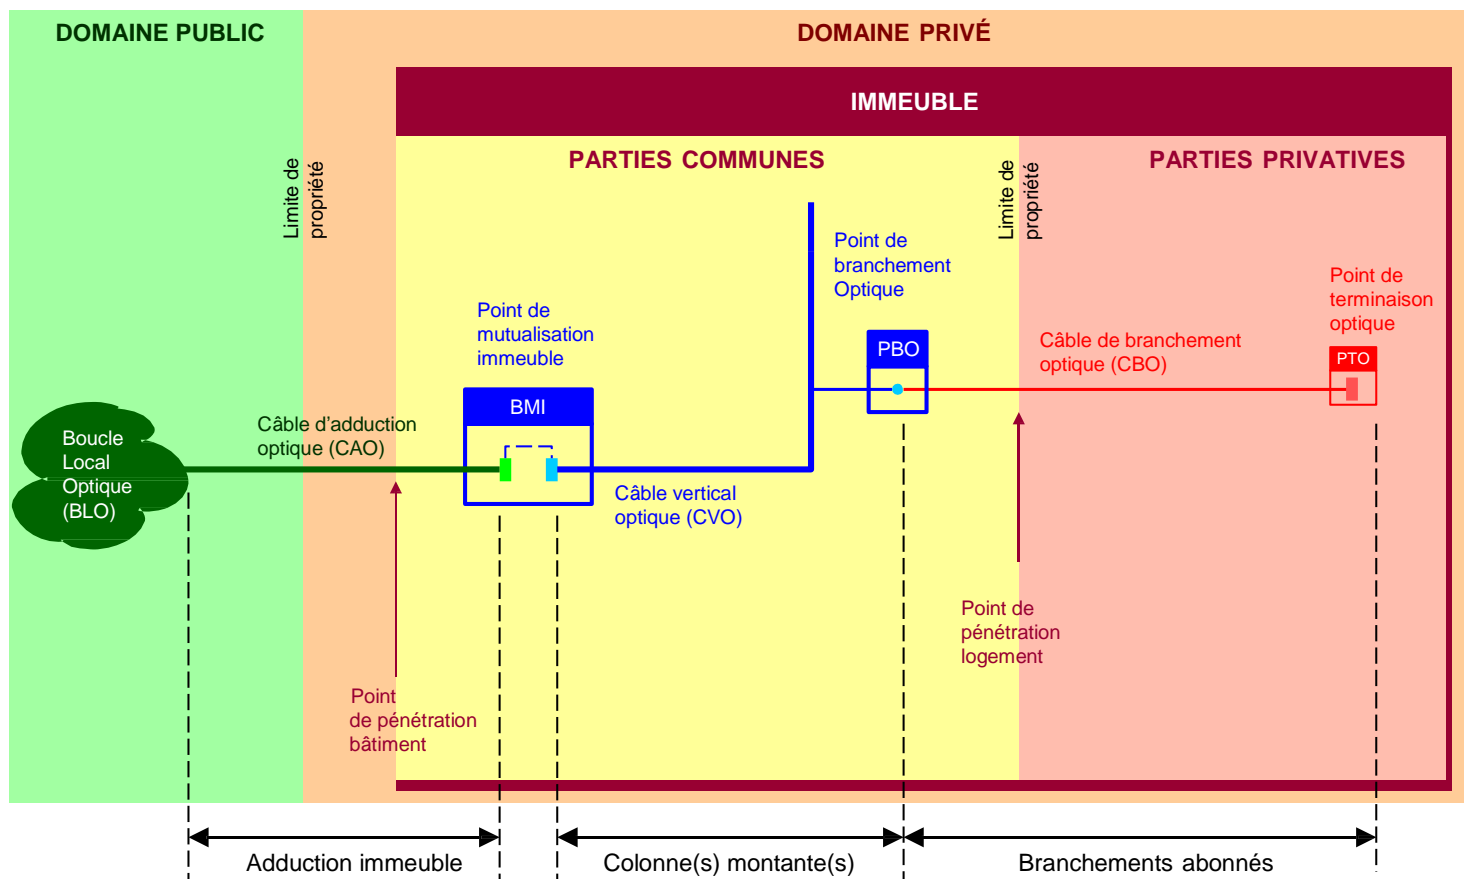 DOMAINE PUBLIC
DOMAINE PRIVÉ
IMMEUBLE
PARTIES COMMUNES
PARTIES PRIVATIVES
Limite de
propriété
Limite de
propriété
Point de
branchement
Optique
Point de
terminaison
optique
Point de
mutualisation
immeuble
PBO
Câble de branchement
optique (CBO)
PTO
BMI
Câble d'adduction
optique (CAO)
Boucle
Local
Optique
(BLO)
Câble vertical
optique (CVO)
Point de
pénétration
logement
Point
de pénétration
bâtiment
Adduction immeuble
Colonne(s) montante(s)
Branchements abonnés